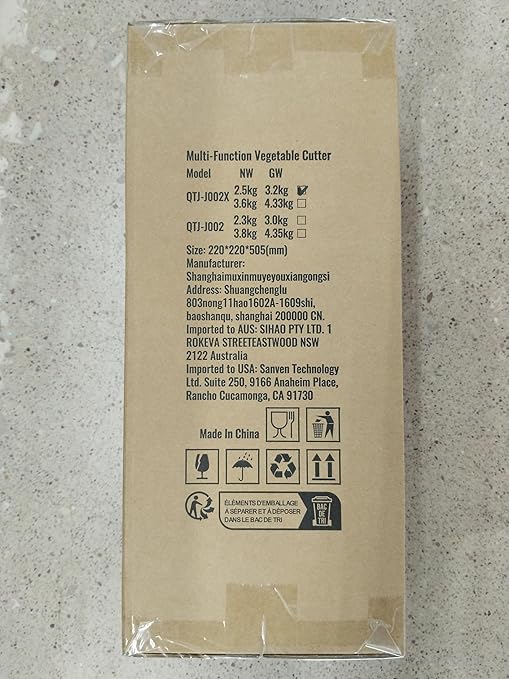 Multi-Function Vegetable Cutter
Model NW GW
QTJ-J002X 2.5kg 3.2kg
3.6kg 4.33kg
QTJ-J002 2.3kg 3.0kg
3.8kg 4.35kg
Size: 220*220*505(mm)
Manufacturer:
Shanghaimuxinmuyeyouxiangongsi
Address: Shuangchenglu
803nong11hao1602A-1609shi,
baoshanqu, shanghai 200000 CN.
Imported to AUS: SIHAO PTY LTD. 1
ROKEVA STREETEASTWOOD NSW
2122 Australia
Imported to USA: Sanven Technology
Ltd. Suite 250, 9166 Anaheim Place,
Rancho Cucamonga, CA 91730
Made In China
ÉLÉMENTS D'EMBALLAGE
À SÉPARER ET À DÉPOSER
DANS LE BAC DE TRI
BAC
DE
TRI